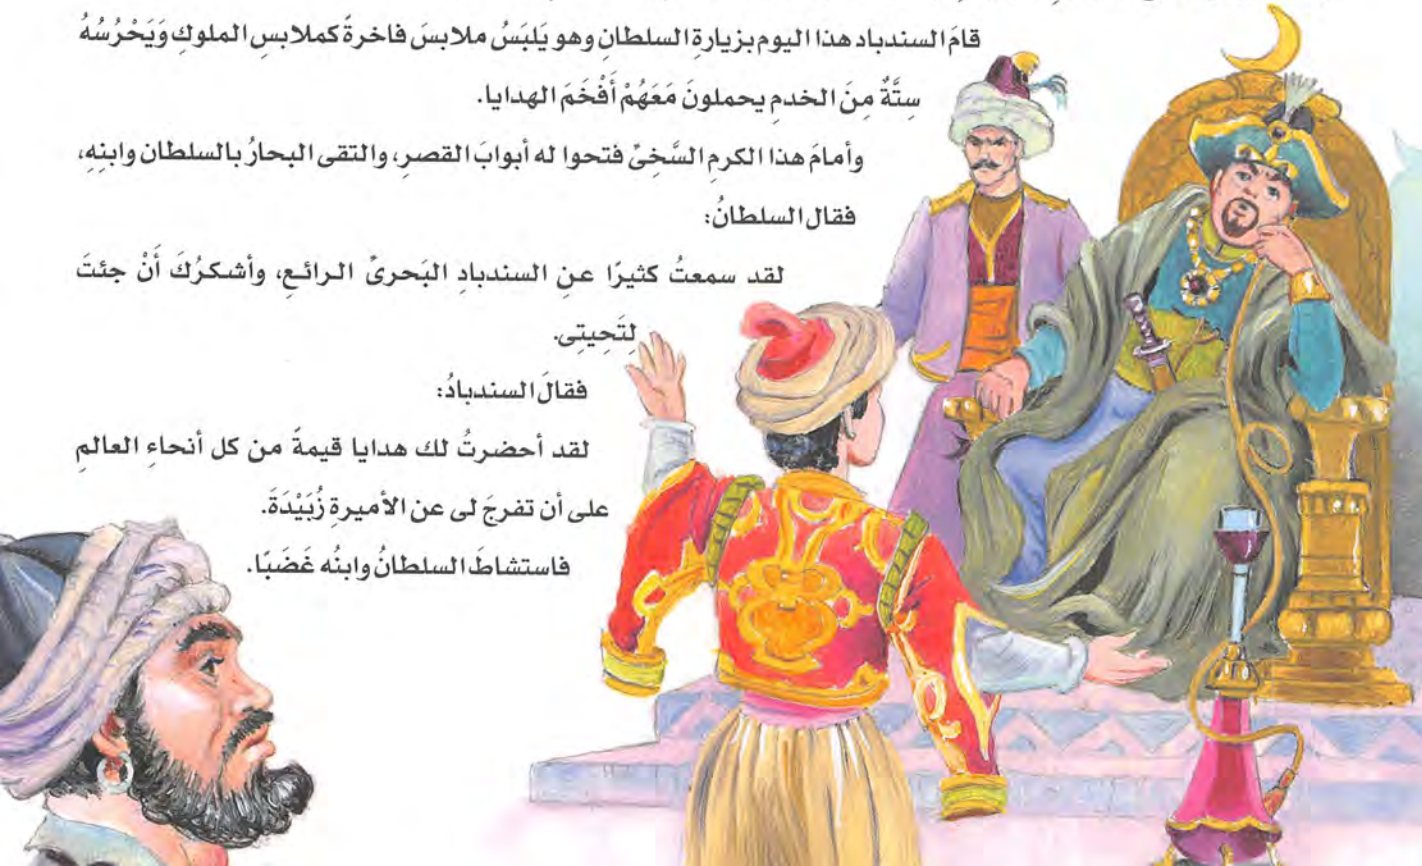 قامَ السندباد هذا اليوم بزيارةِ السلطانِ وهو يَلبَسُ ملابسَ فاخرةً كملابسِ الملوكِ وَيَحْرُسُهُ
سِتَّةٌ مِنَ الخدمِ يحملونَ مَعَهُمْ أَفْخَمَ الهدايا.
وأمامَ هذا الكرمِ السَّخِىِّ فتحوا له أبوابَ القصرِ، والتقى البحارُ بالسلطان وابنِهِ،
فقال السلطانُ:
لقد سمعتُ كثيرًا عنِ السندبادِ البَحرىِّ الرائعِ، وأشكرُكَ أَنْ جئتَ
لِتَحِيتِى.
فقالَ السندبادُ:
لقد أحضرتُ لك هدايا قيمةً من كل أنحاءِ العالمِ
على أن تفرجَ لى عن الأميرةِ زُبَيْدَةَ.
فاستشاطَ السلطانُ وابنُه غَضَبًا.